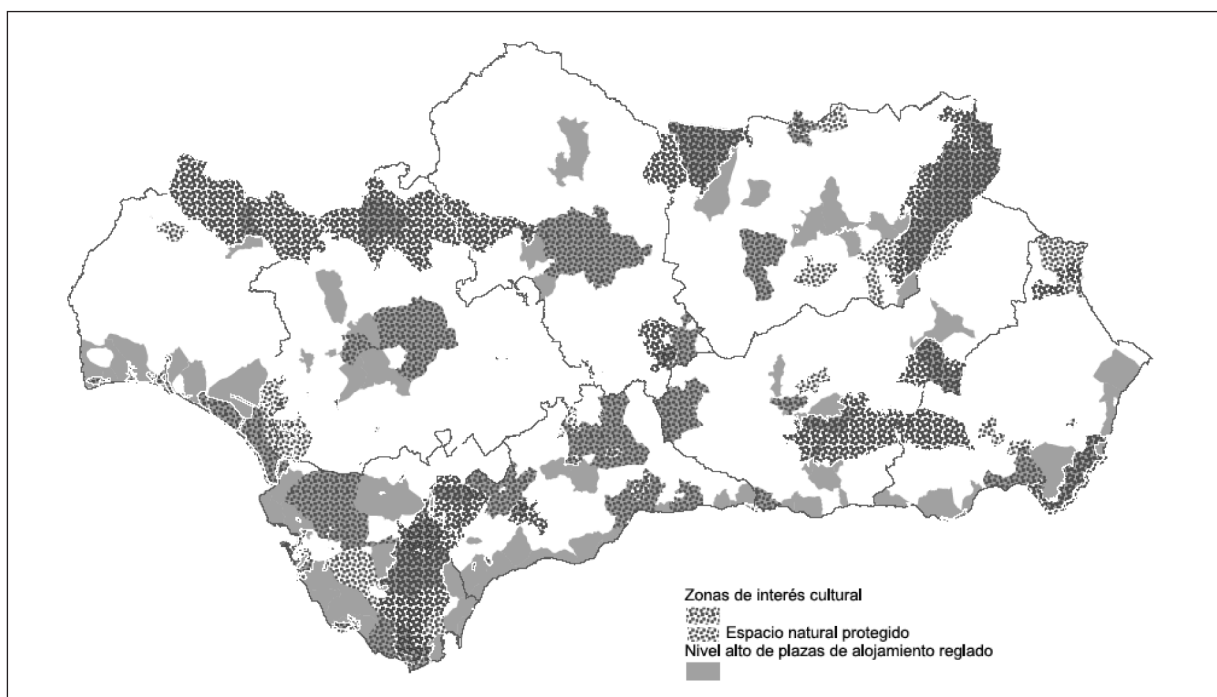 Zonas de interés cultural
Espacio natural protegido
Nivel alto de plazas de alojamiento reglado